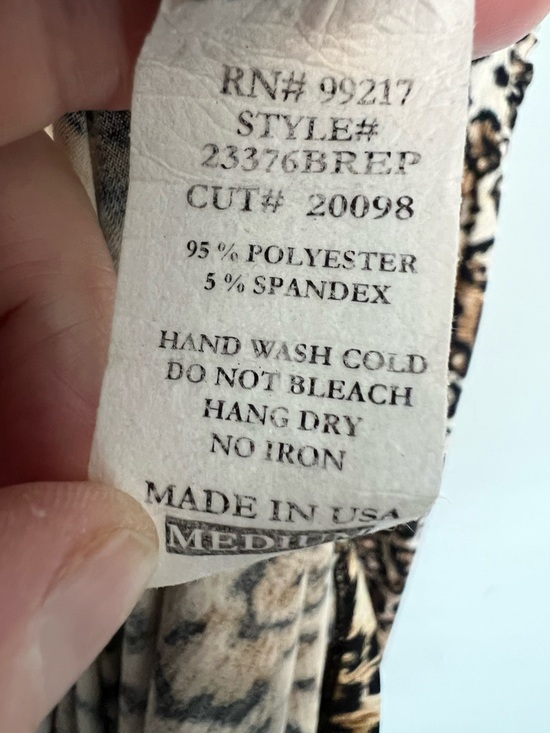 RN# 99217
STYLE#
23376BREP
CUT# 20098
95 % POLYESTER
5 % SPANDEX
HAND WASH COLD
DO NOT BLEACH
HANG DRY
NO IRON
MADE IN USA
MEDIUM